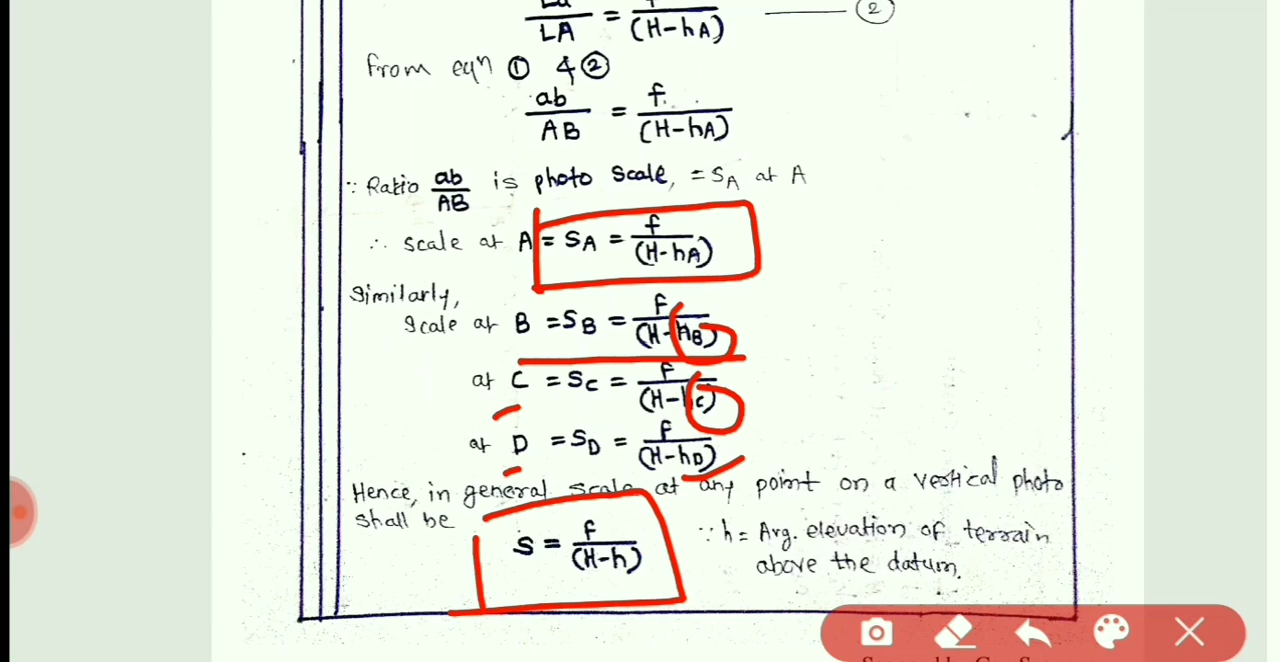 LA = (H-hA) ——— ②
from eqⁿ ① & ②
ab/AB = f/(H-hA)
∵ Ratio ab/AB is photo scale, = SA at A
∴ scale at A = SA = f/(H-hA)
Similarly,
scale at B = SB = f/(H-hB)
at C = SC = f/(H-hC)
at D = SD = f/(H-hD)
Hence, in general scale at any point on a vertical photo
shall be
S = f/(H-h) ∵ h = Avg. elevation of terrain
above the datum.